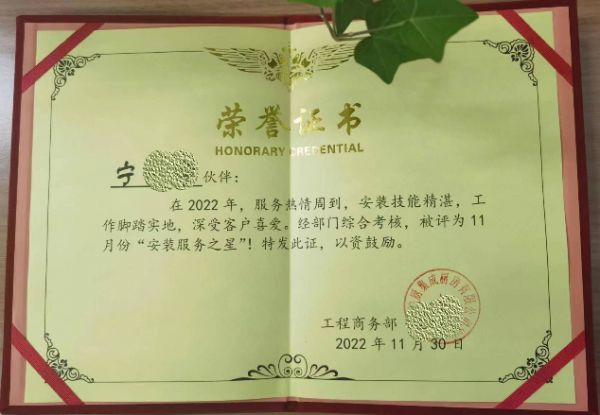 荣誉证书
HONORARY CREDENTIAL
宁 伙伴：
在 2022 年，服务热情周到，安装技能精湛，工
作脚踏实地，深受客户喜爱。经部门综合考核，被评为 11
月份“安装服务之星”！特发此证，以资鼓励。
工程商务部
2022 年 11 月 30 日